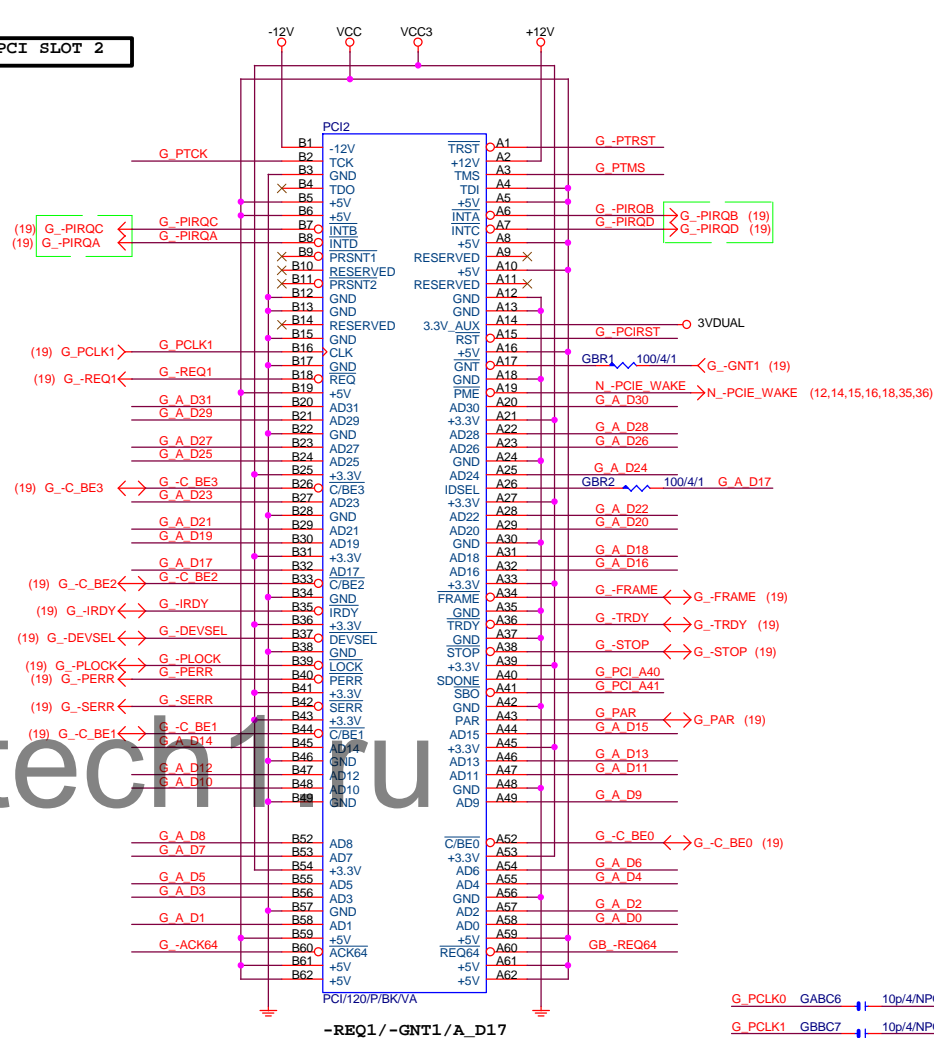 PCI SLOT 2
-12V VCC VCC3 +12V
PCI2
B1 -12V TRST A1 G_-PTRST
G_PTCK B2 TCK +12V A2
B3 GND TMS A3 G_PTMS
B4 TDO TDI A4
B5 +5V +5V A5
B6 +5V INTA A6 G_-PIRQB G_-PIRQB (19)
(19) G_-PIRQC G_-PIRQC B7 INTB INTC A7 G_-PIRQD G_-PIRQD (19)
(19) G_-PIRQA G_-PIRQA B8 INTD +5V A8
B9 PRSNT1 RESERVED A9
B10 RESERVED +5V A10
B11 PRSNT2 RESERVED A11
B12 GND GND A12
B13 GND GND A13
B14 RESERVED 3.3V_AUX A14 3VDUAL
B15 GND RST A15 G_-PCIRST
(19) G_PCLK1 G_PCLK1 B16 CLK +5V A16
B17 GND GNT A17 GBR1 100/4/1 G_-GNT1 (19)
(19) G_-REQ1 G_-REQ1 B18 REQ GND A18
B19 +5V PME A19 N_-PCIE_WAKE N_-PCIE_WAKE (12,14,15,16,18,35,36)
G_A_D31 B20 AD31 AD30 A20 G_A_D30
G_A_D29 B21 AD29 +3.3V A21
B22 GND AD28 A22 G_A_D28
G_A_D27 B23 AD27 AD26 A23 G_A_D26
G_A_D25 B24 AD25 GND A24
B25 +3.3V AD24 A25 G_A_D24
(19) G_-C_BE3 G_-C_BE3 B26 C/BE3 IDSEL A26 GBR2 100/4/1 G_A_D17
G_A_D23 B27 AD23 +3.3V A27
B28 GND AD22 A28 G_A_D22
G_A_D21 B29 AD21 AD20 A29 G_A_D20
G_A_D19 B30 AD19 GND A30
B31 +3.3V AD18 A31 G_A_D18
G_A_D17 B32 AD17 AD16 A32 G_A_D16
(19) G_-C_BE2 G_-C_BE2 B33 C/BE2 +3.3V A33
B34 GND FRAME A34 G_-FRAME G_-FRAME (19)
(19) G_-IRDY G_-IRDY B35 IRDY GND A35
B36 +3.3V TRDY A36 G_-TRDY G_-TRDY (19)
(19) G_-DEVSEL G_-DEVSEL B37 DEVSEL GND A37
B38 GND STOP A38 G_-STOP G_-STOP (19)
(19) G_-PLOCK G_-PLOCK B39 LOCK +3.3V A39
(19) G_-PERR G_-PERR B40 PERR SDONE A40 G_PCI_A40
B41 +3.3V SBO A41 G_PCI_A41
(19) G_-SERR G_-SERR B42 SERR GND A42
B43 +3.3V PAR A43 G_PAR G_PAR (19)
(19) G_-C_BE1 G_-C_BE1 B44 C/BE1 AD15 A44 G_A_D15
G_A_D14 B45 AD14 +3.3V A45
B46 GND AD13 A46 G_A_D13
G_A_D12 B47 AD12 AD11 A47 G_A_D11
G_A_D10 B48 AD10 GND A48
B49 GND AD9 A49 G_A_D9
tech1.ru
G_A_D8 B52 AD8 C/BE0 A52 G_-C_BE0 G_-C_BE0 (19)
G_A_D7 B53 AD7 +3.3V A53
B54 +3.3V AD6 A54 G_A_D6
G_A_D5 B55 AD5 AD4 A55 G_A_D4
G_A_D3 B56 AD3 GND A56
B57 GND AD2 A57 G_A_D2
G_A_D1 B58 AD1 AD0 A58 G_A_D0
B59 +5V +5V A59
G_-ACK64 B60 ACK64 REQ64 A60 GB_-REQ64
B61 +5V +5V A61
B62 +5V +5V A62
PCI/120/P/BK/VA
-REQ1/-GNT1/A_D17
G_PCLK0 GABC6 10p/4/NP
G_PCLK1 GBBC7 10p/4/NP